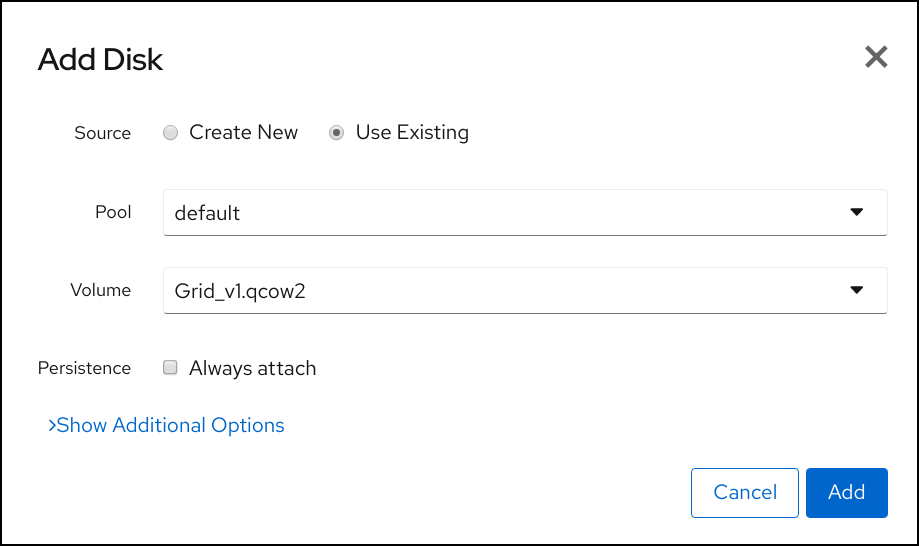 Add Disk
Source Create New Use Existing
Pool default
Volume Grid_v1.qcow2
Persistence Always attach
>Show Additional Options
Cancel Add